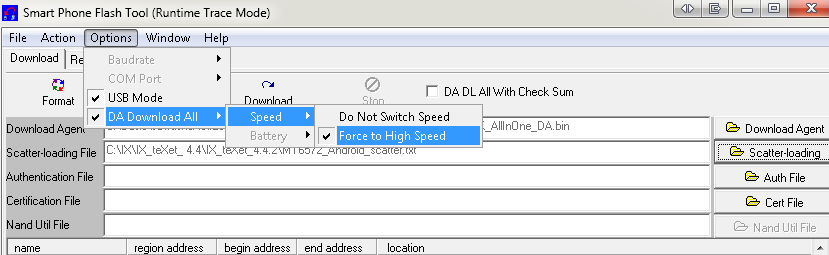 Smart Phone Flash Tool (Runtime Trace Mode)
File Action Options Window Help
Download
Baudrate
COM Port
USB Mode
DA Download All
Speed
Battery
Do Not Switch Speed
Force to High Speed
Format
Download
Stop
DA DL All With Check Sum
Download Agent
_AllInOne_DA.bin
Download Agent
Scatter-loading File
C:\IX\IX_teXet_ 4.4\IX_teXet_4.4.2\MT6572_Android_scatter.txt
Scatter-loading
Authentication File
Auth File
Certification File
Cert File
Nand Util File
Nand Util File
name region address begin address end address location